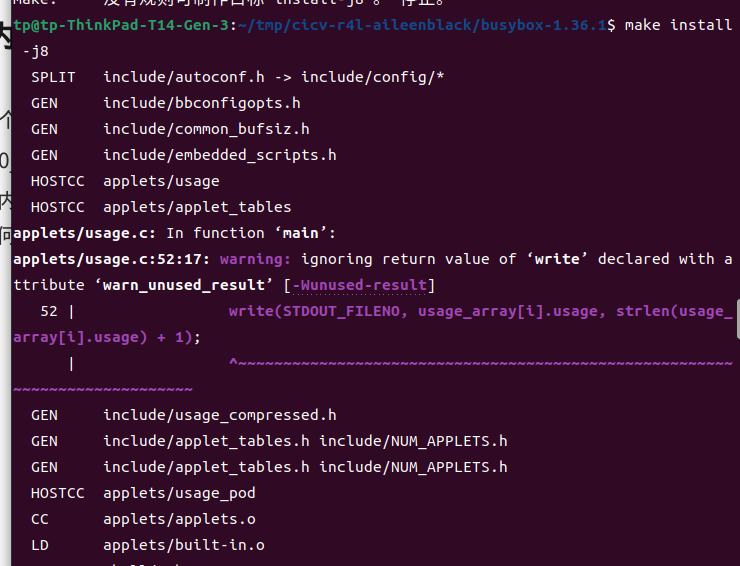 make: *** 没有规则可制作目标“install-j8”。 停止。
tp@tp-ThinkPad-T14-Gen-3:~/tmp/cicv-r4l-aileenblack/busybox-1.36.1$ make install
-j8
SPLIT include/autoconf.h -> include/config/*
GEN include/bbconfigopts.h
GEN include/common_bufsiz.h
GEN include/embedded_scripts.h
HOSTCC applets/usage
HOSTCC applets/applet_tables
applets/usage.c: In function ‘main’:
applets/usage.c:52:17: warning: ignoring return value of ‘write’ declared with a
ttribute ‘warn_unused_result’ [-Wunused-result]
52 | write(STDOUT_FILENO, usage_array[i].usage, strlen(usage_
array[i].usage) + 1);
| ^~~~~~~~~~~~~~~~~~~~~~~~~~~~~~~~~~~~~~~~~~~~~~~~~~~~~~~~
~~~~~~~~~~~~~~~~~~~~
GEN include/usage_compressed.h
GEN include/applet_tables.h include/NUM_APPLETS.h
GEN include/applet_tables.h include/NUM_APPLETS.h
HOSTCC applets/usage_pod
CC applets/applets.o
LD applets/built-in.o